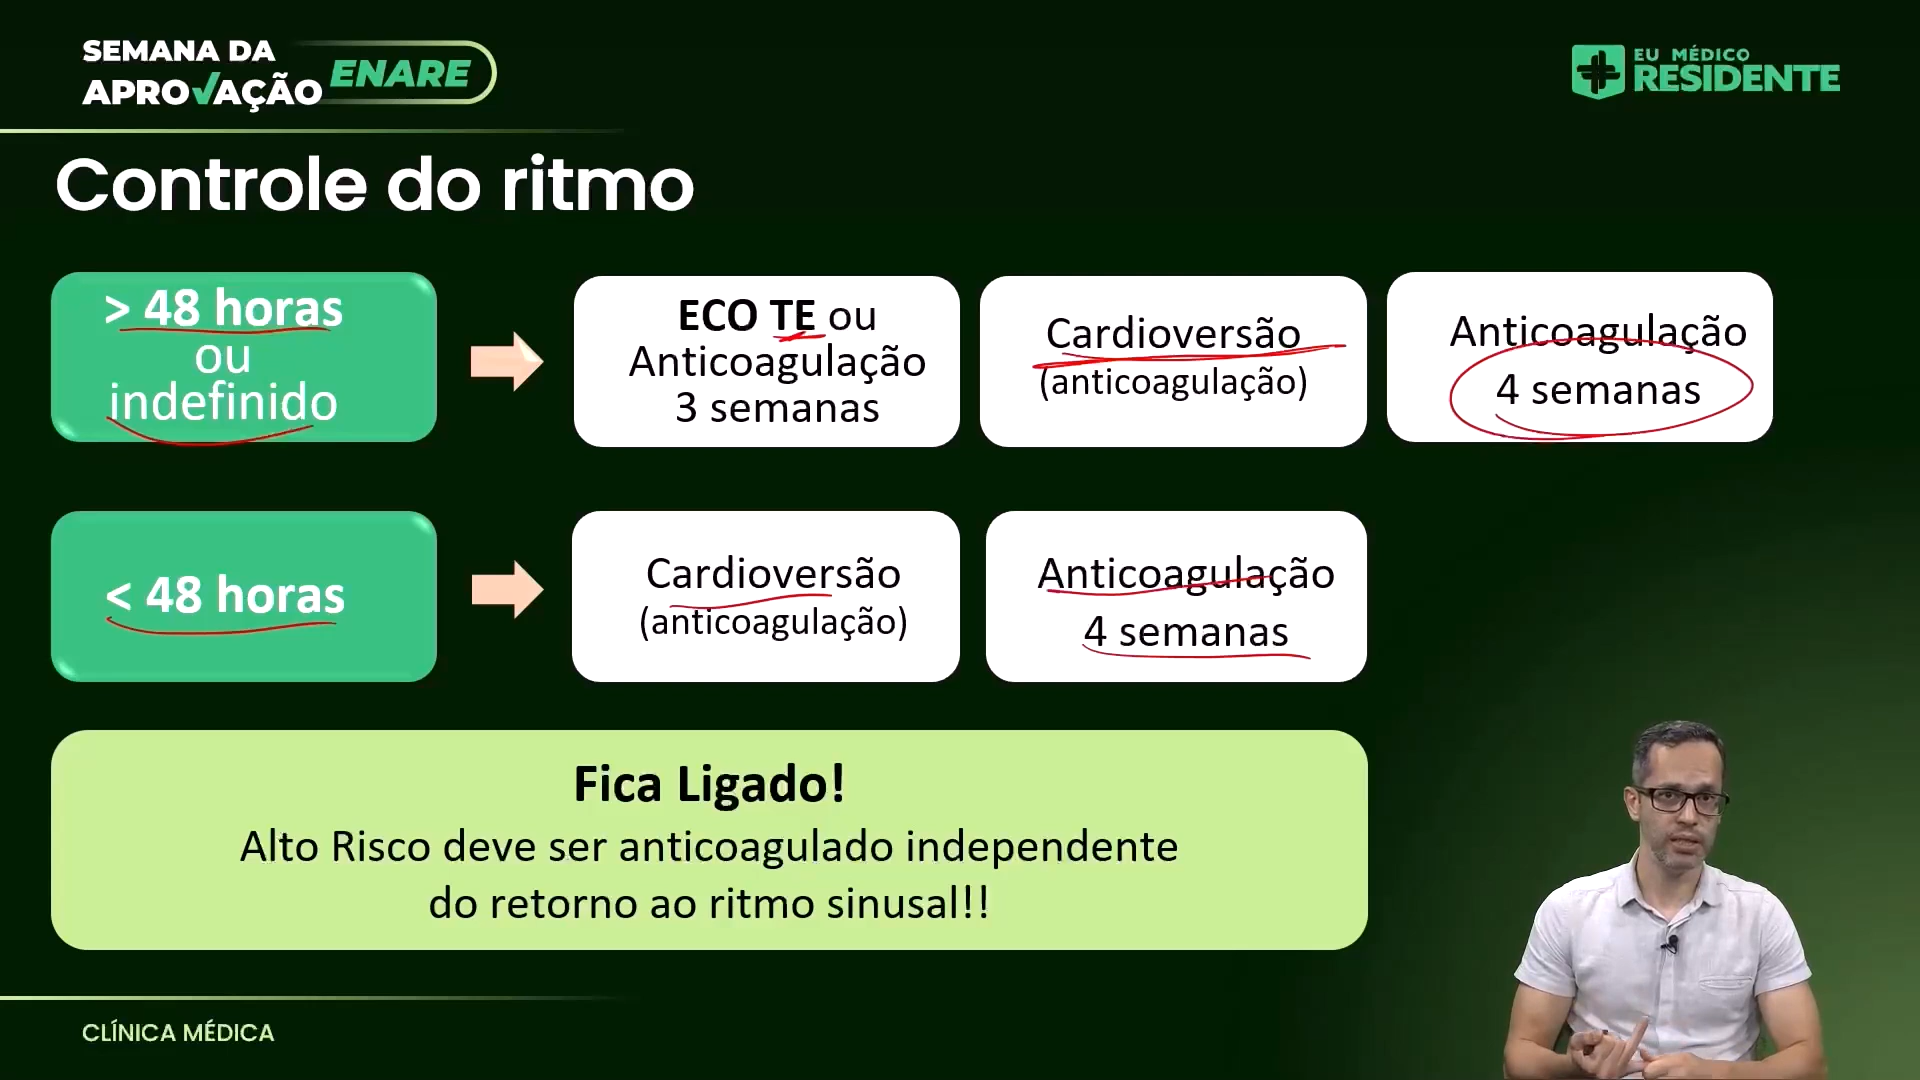 SEMANA DA
APROVAÇÃO ENARE
EU MÉDICO
RESIDENTE
Controle do ritmo
> 48 horas
ou
indefinido
ECO TE ou
Anticoagulação
3 semanas
Cardioversão
(anticoagulação)
Anticoagulação
4 semanas
< 48 horas
Cardioversão
(anticoagulação)
Anticoagulação
4 semanas
Fica Ligado!
Alto Risco deve ser anticoagulado independente
do retorno ao ritmo sinusal!!
CLÍNICA MÉDICA